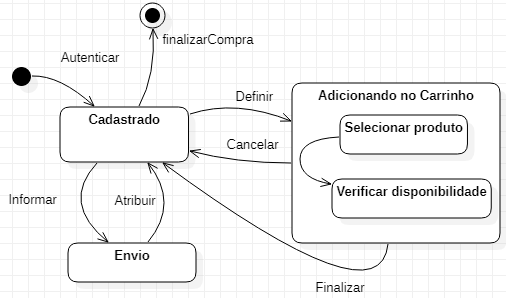 finalizarCompra
Autenticar
Cadastrado
Definir
Adicionando no Carrinho
Selecionar produto
Cancelar
Verificar disponibilidade
Informar
Atribuir
Envio
Finalizar